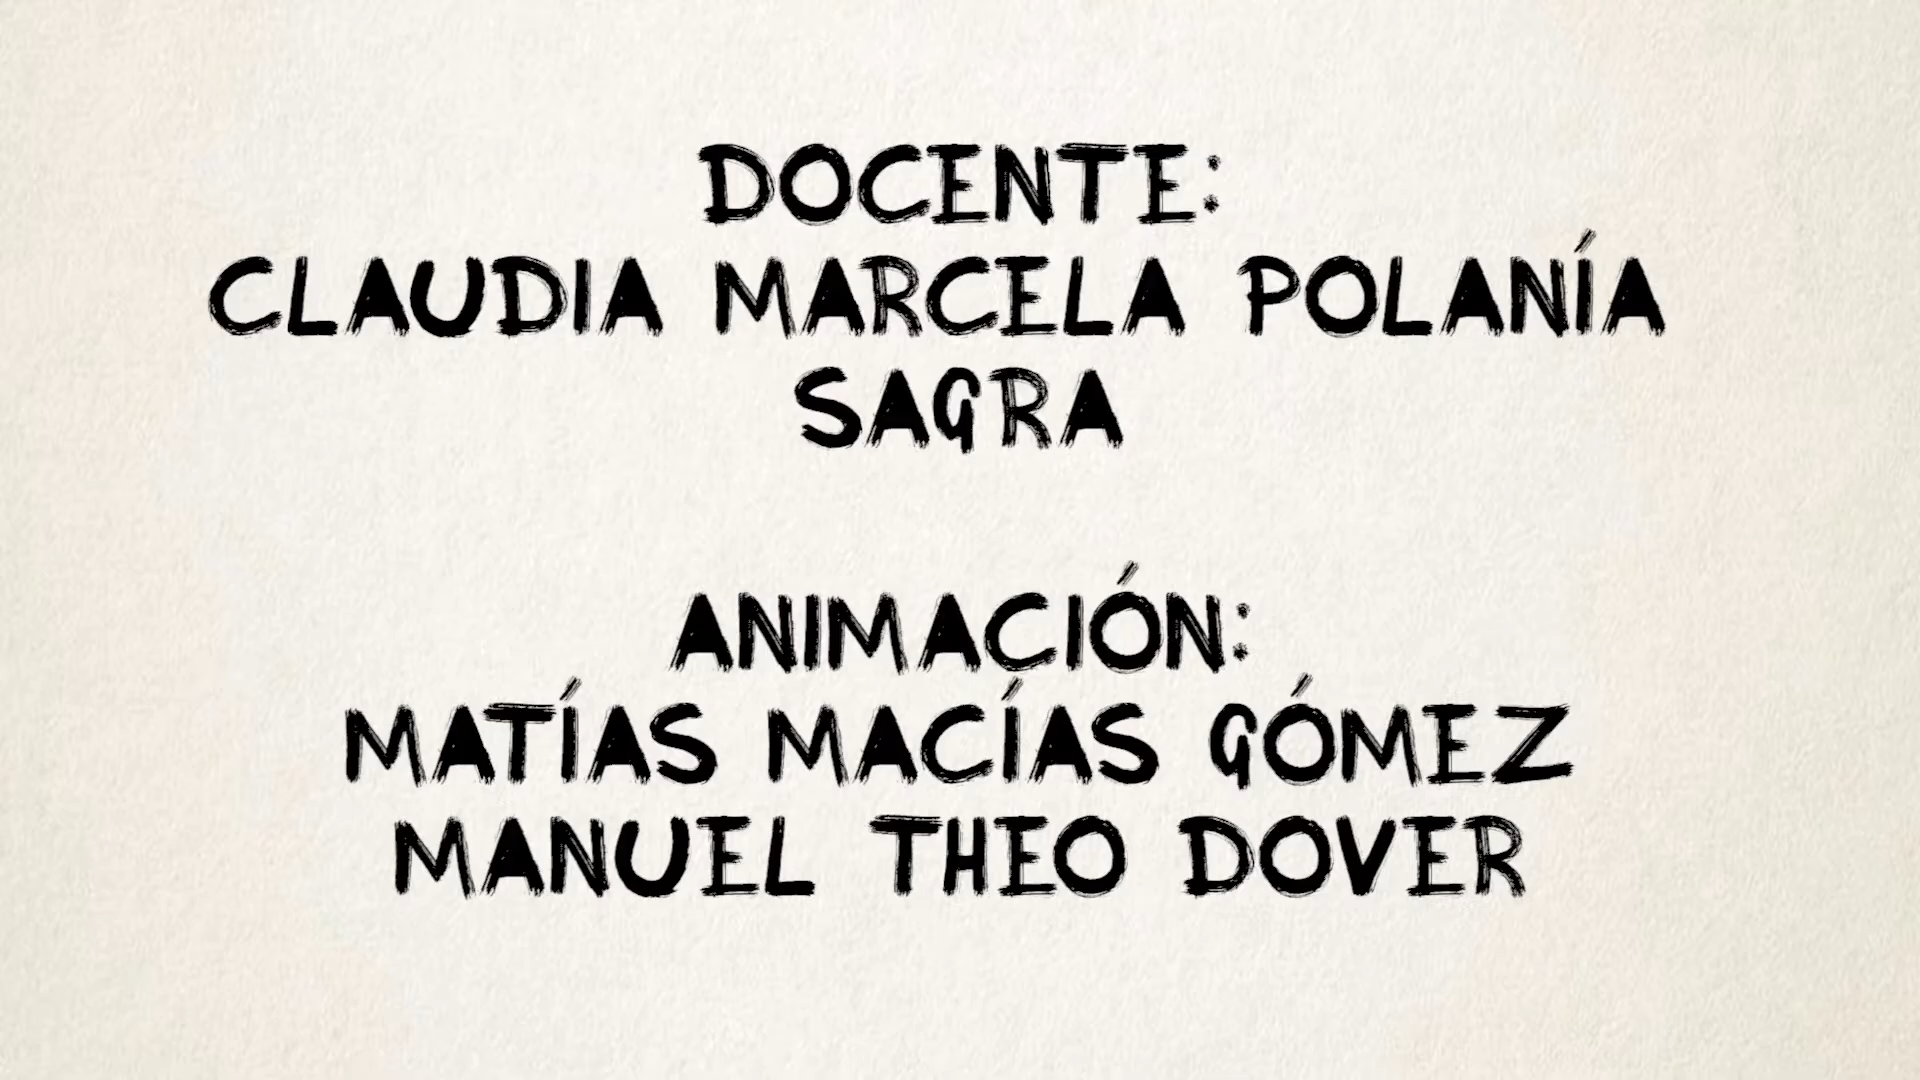 DOCENTE:
CLAUDIA MARCELA POLANÍA
SAGRA
ANIMACIÓN:
MATÍAS MACÍAS GÓMEZ
MANUEL THEO DOVER